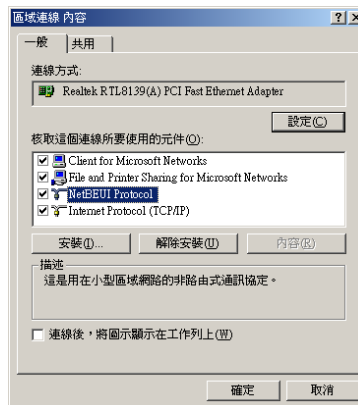 區域連線 內容
一般
共用
連線方式:
Realtek RTL8139(A) PCI Fast Ethernet Adapter
設定(C)
核取這個連線所要使用的元件(O):
Client for Microsoft Networks
File and Printer Sharing for Microsoft Networks
NetBEUI Protocol
Internet Protocol (TCP/IP)
安裝(I)...
解除安裝(U)
內容(R)
描述
這是用在小型區域網路的非路由式通訊協定。
連線後，將圖示顯示在工作列上(W)
確定
取消